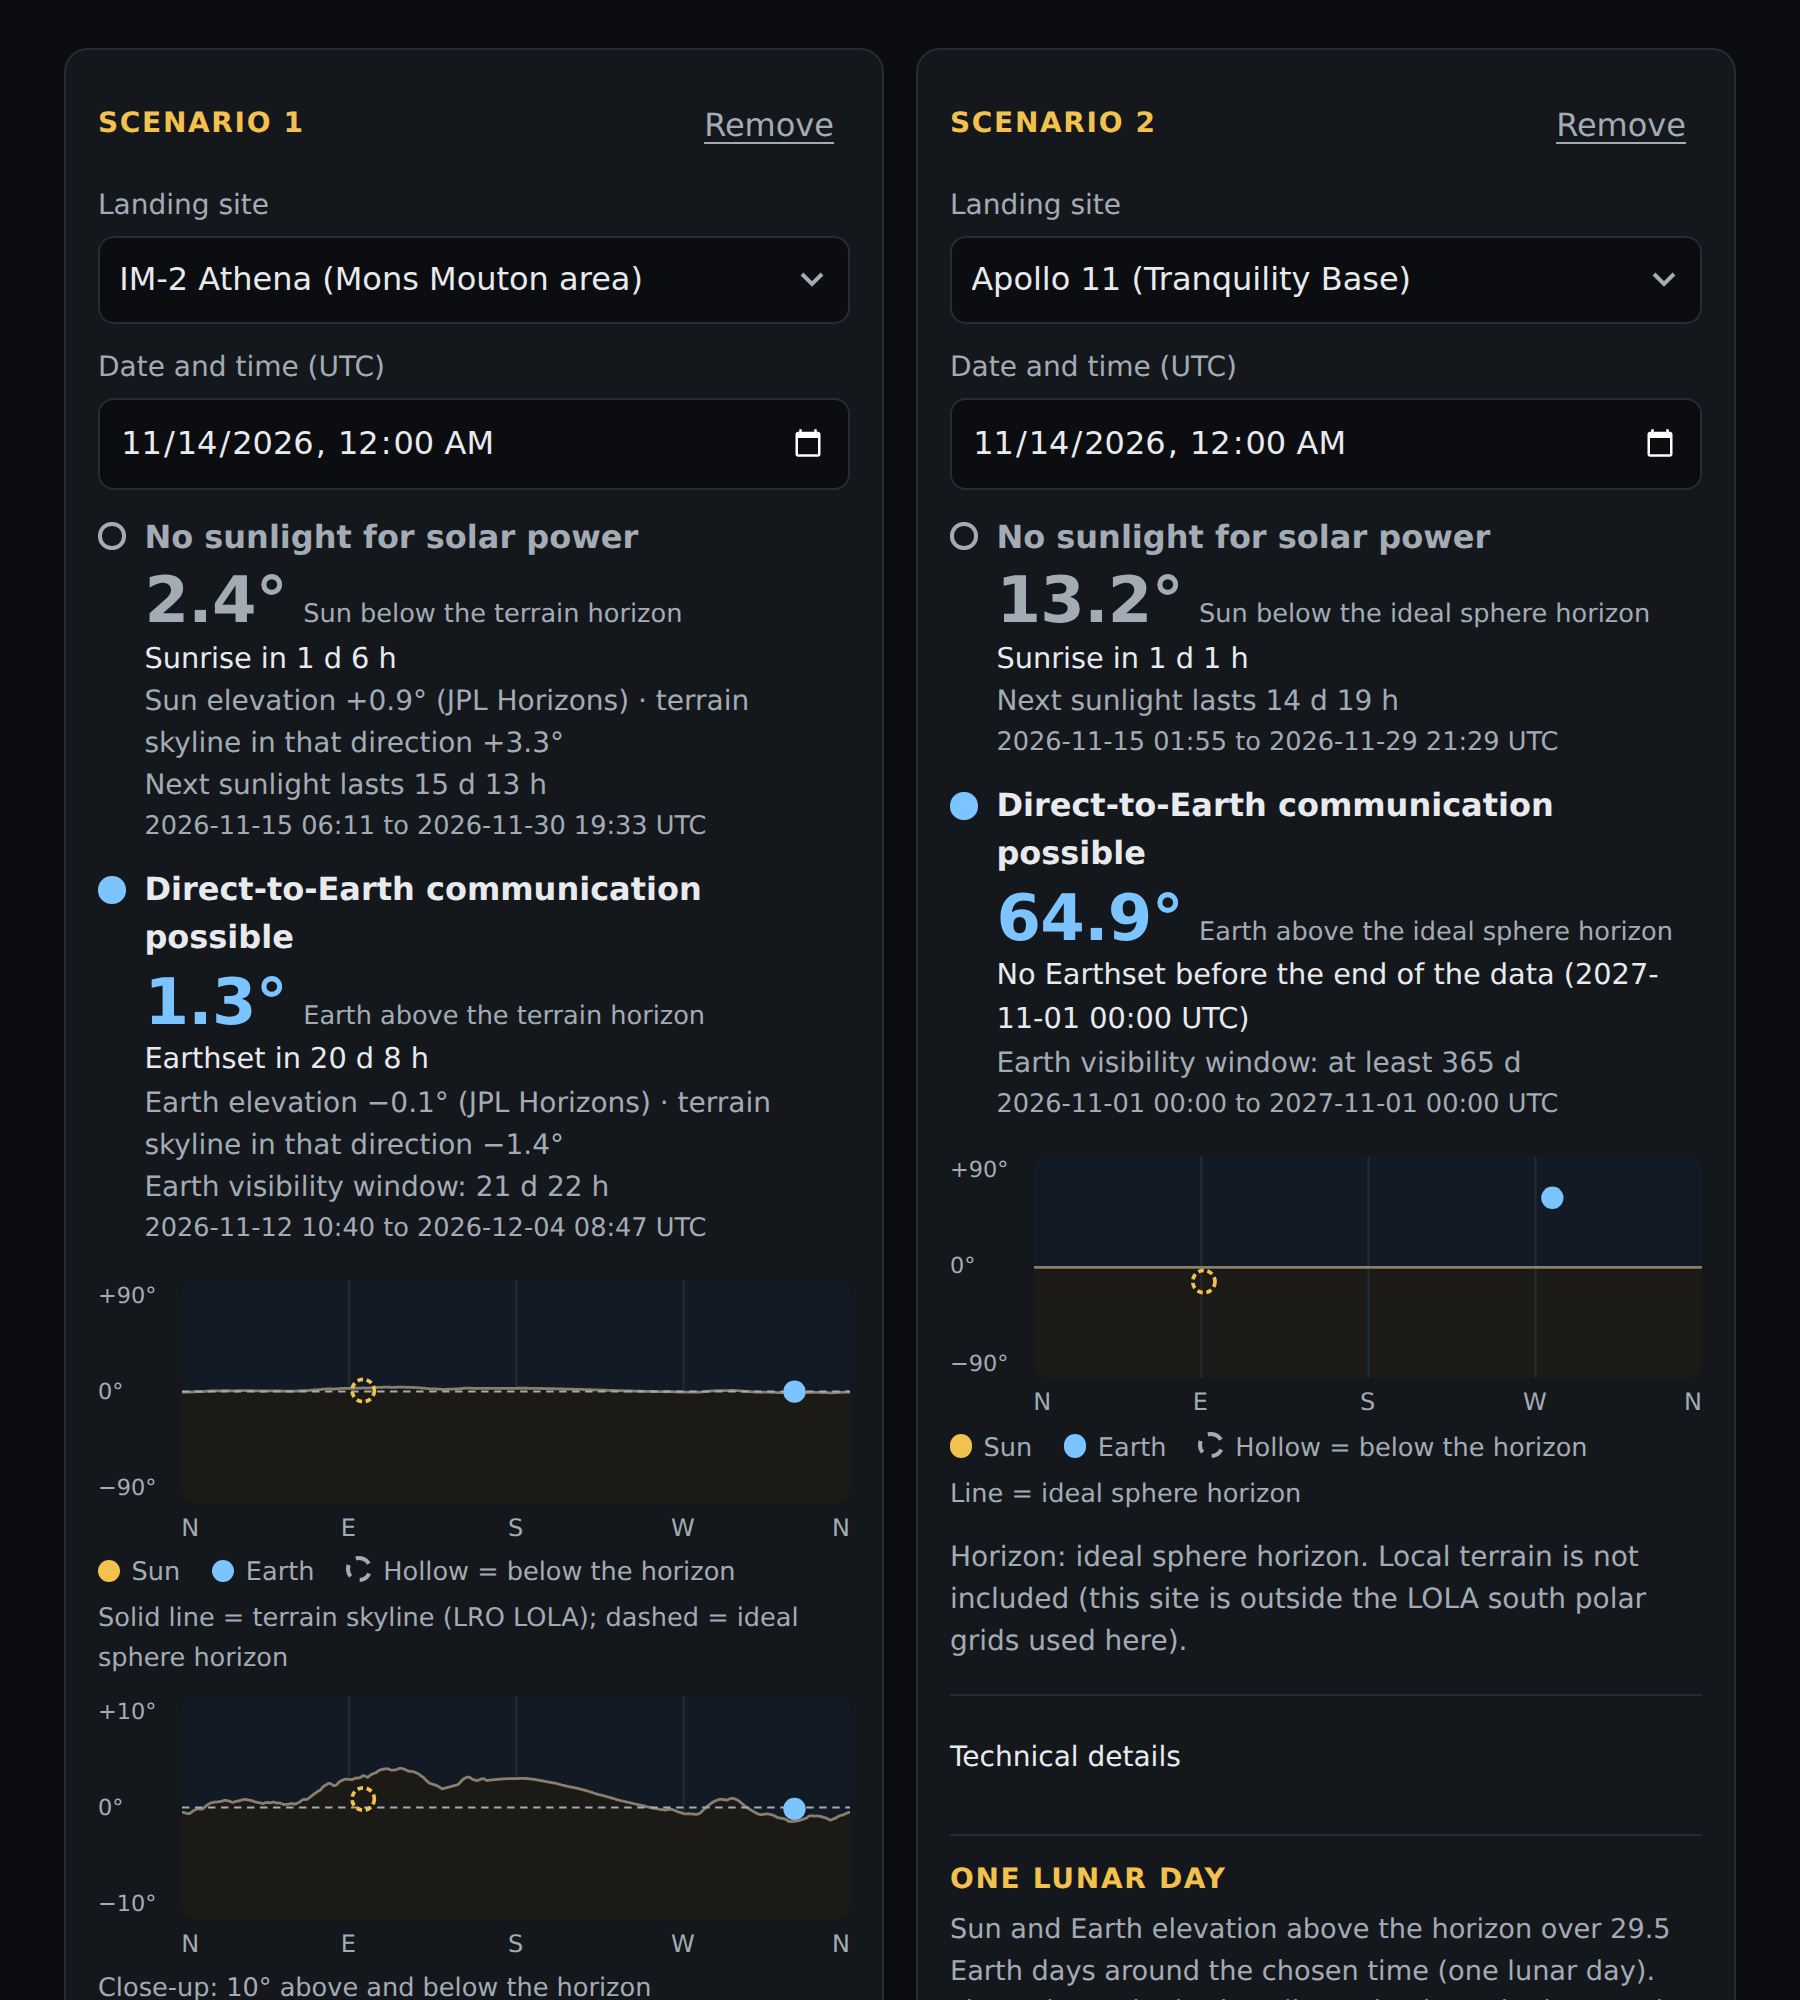 SCENARIO 1
Remove
Landing site
IM-2 Athena (Mons Mouton area)
Date and time (UTC)
11/14/2026, 12:00 AM
No sunlight for solar power
2.4° Sun below the terrain horizon
Sunrise in 1 d 6 h
Sun elevation +0.9° (JPL Horizons) · terrain
skyline in that direction +3.3°
Next sunlight lasts 15 d 13 h
2026-11-15 06:11 to 2026-11-30 19:33 UTC
Direct-to-Earth communication
possible
1.3° Earth above the terrain horizon
Earthset in 20 d 8 h
Earth elevation −0.1° (JPL Horizons) · terrain
skyline in that direction −1.4°
Earth visibility window: 21 d 22 h
2026-11-12 10:40 to 2026-12-04 08:47 UTC
+90°
0°
−90°
N E S W N
Sun Earth Hollow = below the horizon
Solid line = terrain skyline (LRO LOLA); dashed = ideal
sphere horizon
+10°
0°
−10°
N E S W N
Close-up: 10° above and below the horizon
SCENARIO 2
Remove
Landing site
Apollo 11 (Tranquility Base)
Date and time (UTC)
11/14/2026, 12:00 AM
No sunlight for solar power
13.2° Sun below the ideal sphere horizon
Sunrise in 1 d 1 h
Next sunlight lasts 14 d 19 h
2026-11-15 01:55 to 2026-11-29 21:29 UTC
Direct-to-Earth communication
possible
64.9° Earth above the ideal sphere horizon
No Earthset before the end of the data (2027-
11-01 00:00 UTC)
Earth visibility window: at least 365 d
2026-11-01 00:00 to 2027-11-01 00:00 UTC
+90°
0°
−90°
N E S W N
Sun Earth Hollow = below the horizon
Line = ideal sphere horizon
Horizon: ideal sphere horizon. Local terrain is not
included (this site is outside the LOLA south polar
grids used here).
Technical details
ONE LUNAR DAY
Sun and Earth elevation above the horizon over 29.5
Earth days around the chosen time (one lunar day).